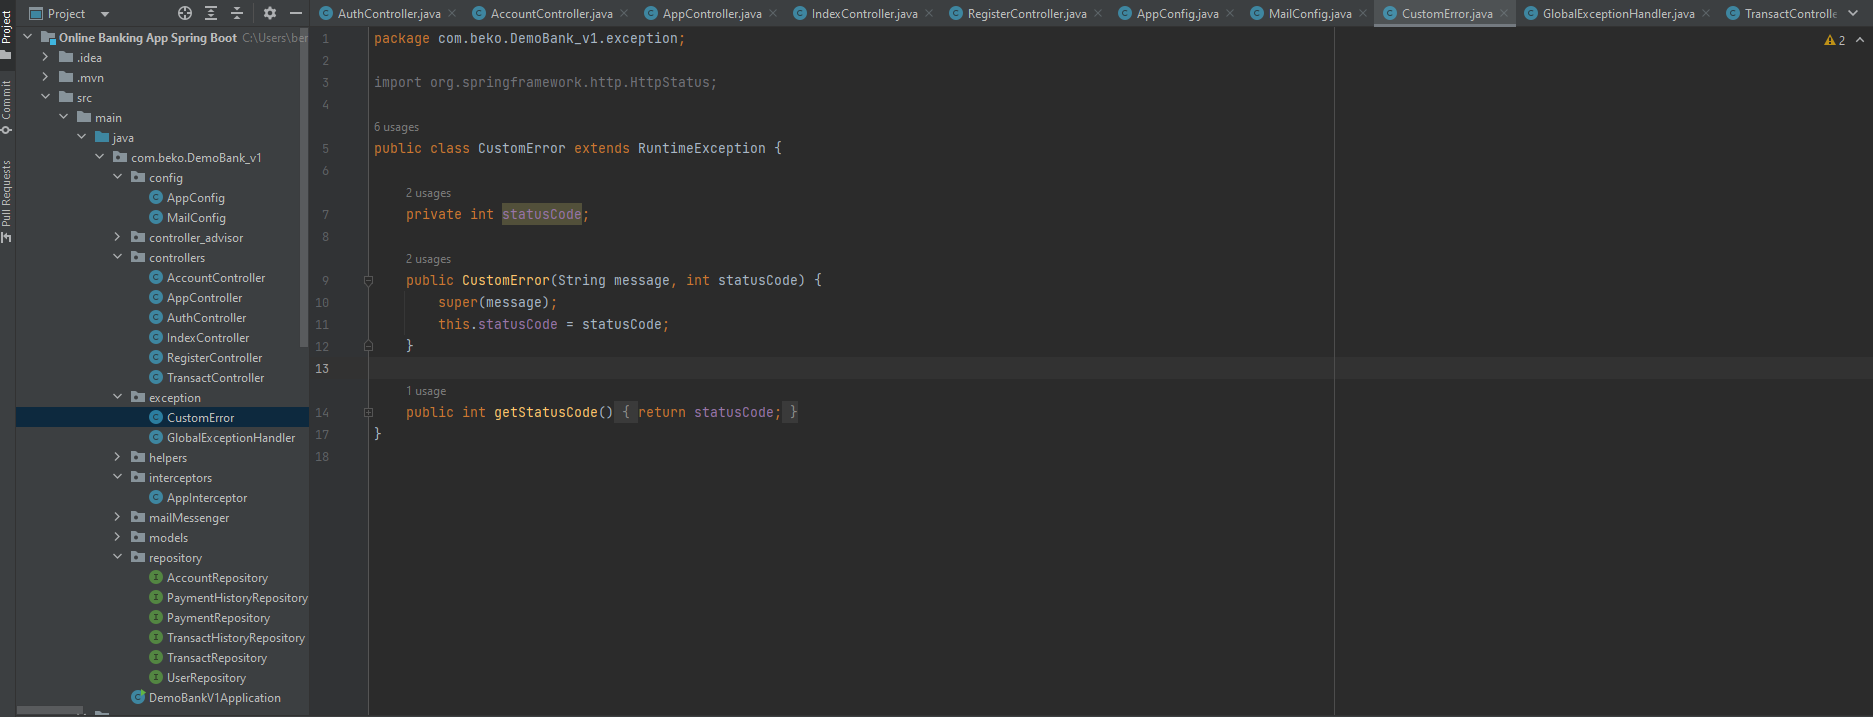 Project
AuthController.java
AccountController.java
AppController.java
IndexController.java
RegisterController.java
AppConfig.java
MailConfig.java
CustomError.java
GlobalExceptionHandler.java
Project
Commit
Pull Requests
Online Banking App Spring Boot C:\Users\ber
.idea
.mvn
src
main
java
com.beko.DemoBank_v1
config
AppConfig
MailConfig
controller_advisor
controllers
AccountController
AppController
AuthController
IndexController
RegisterController
TransactController
exception
CustomError
GlobalExceptionHandler
helpers
interceptors
AppInterceptor
mailMessenger
models
repository
AccountRepository
PaymentHistoryRepository
PaymentRepository
TransactHistoryRepository
TransactRepository
UserRepository
DemoBankV1Application
1 package com.beko.DemoBank_v1.exception;
2
3 import org.springframework.http.HttpStatus;
4
6 usages
5 public class CustomError extends RuntimeException {
6
2 usages
7 private int statusCode;
8
2 usages
9 public CustomError(String message, int statusCode) {
10 super(message);
11 this.statusCode = statusCode;
12 }
13
1 usage
14 public int getStatusCode() { return statusCode; }
17 }
18
2